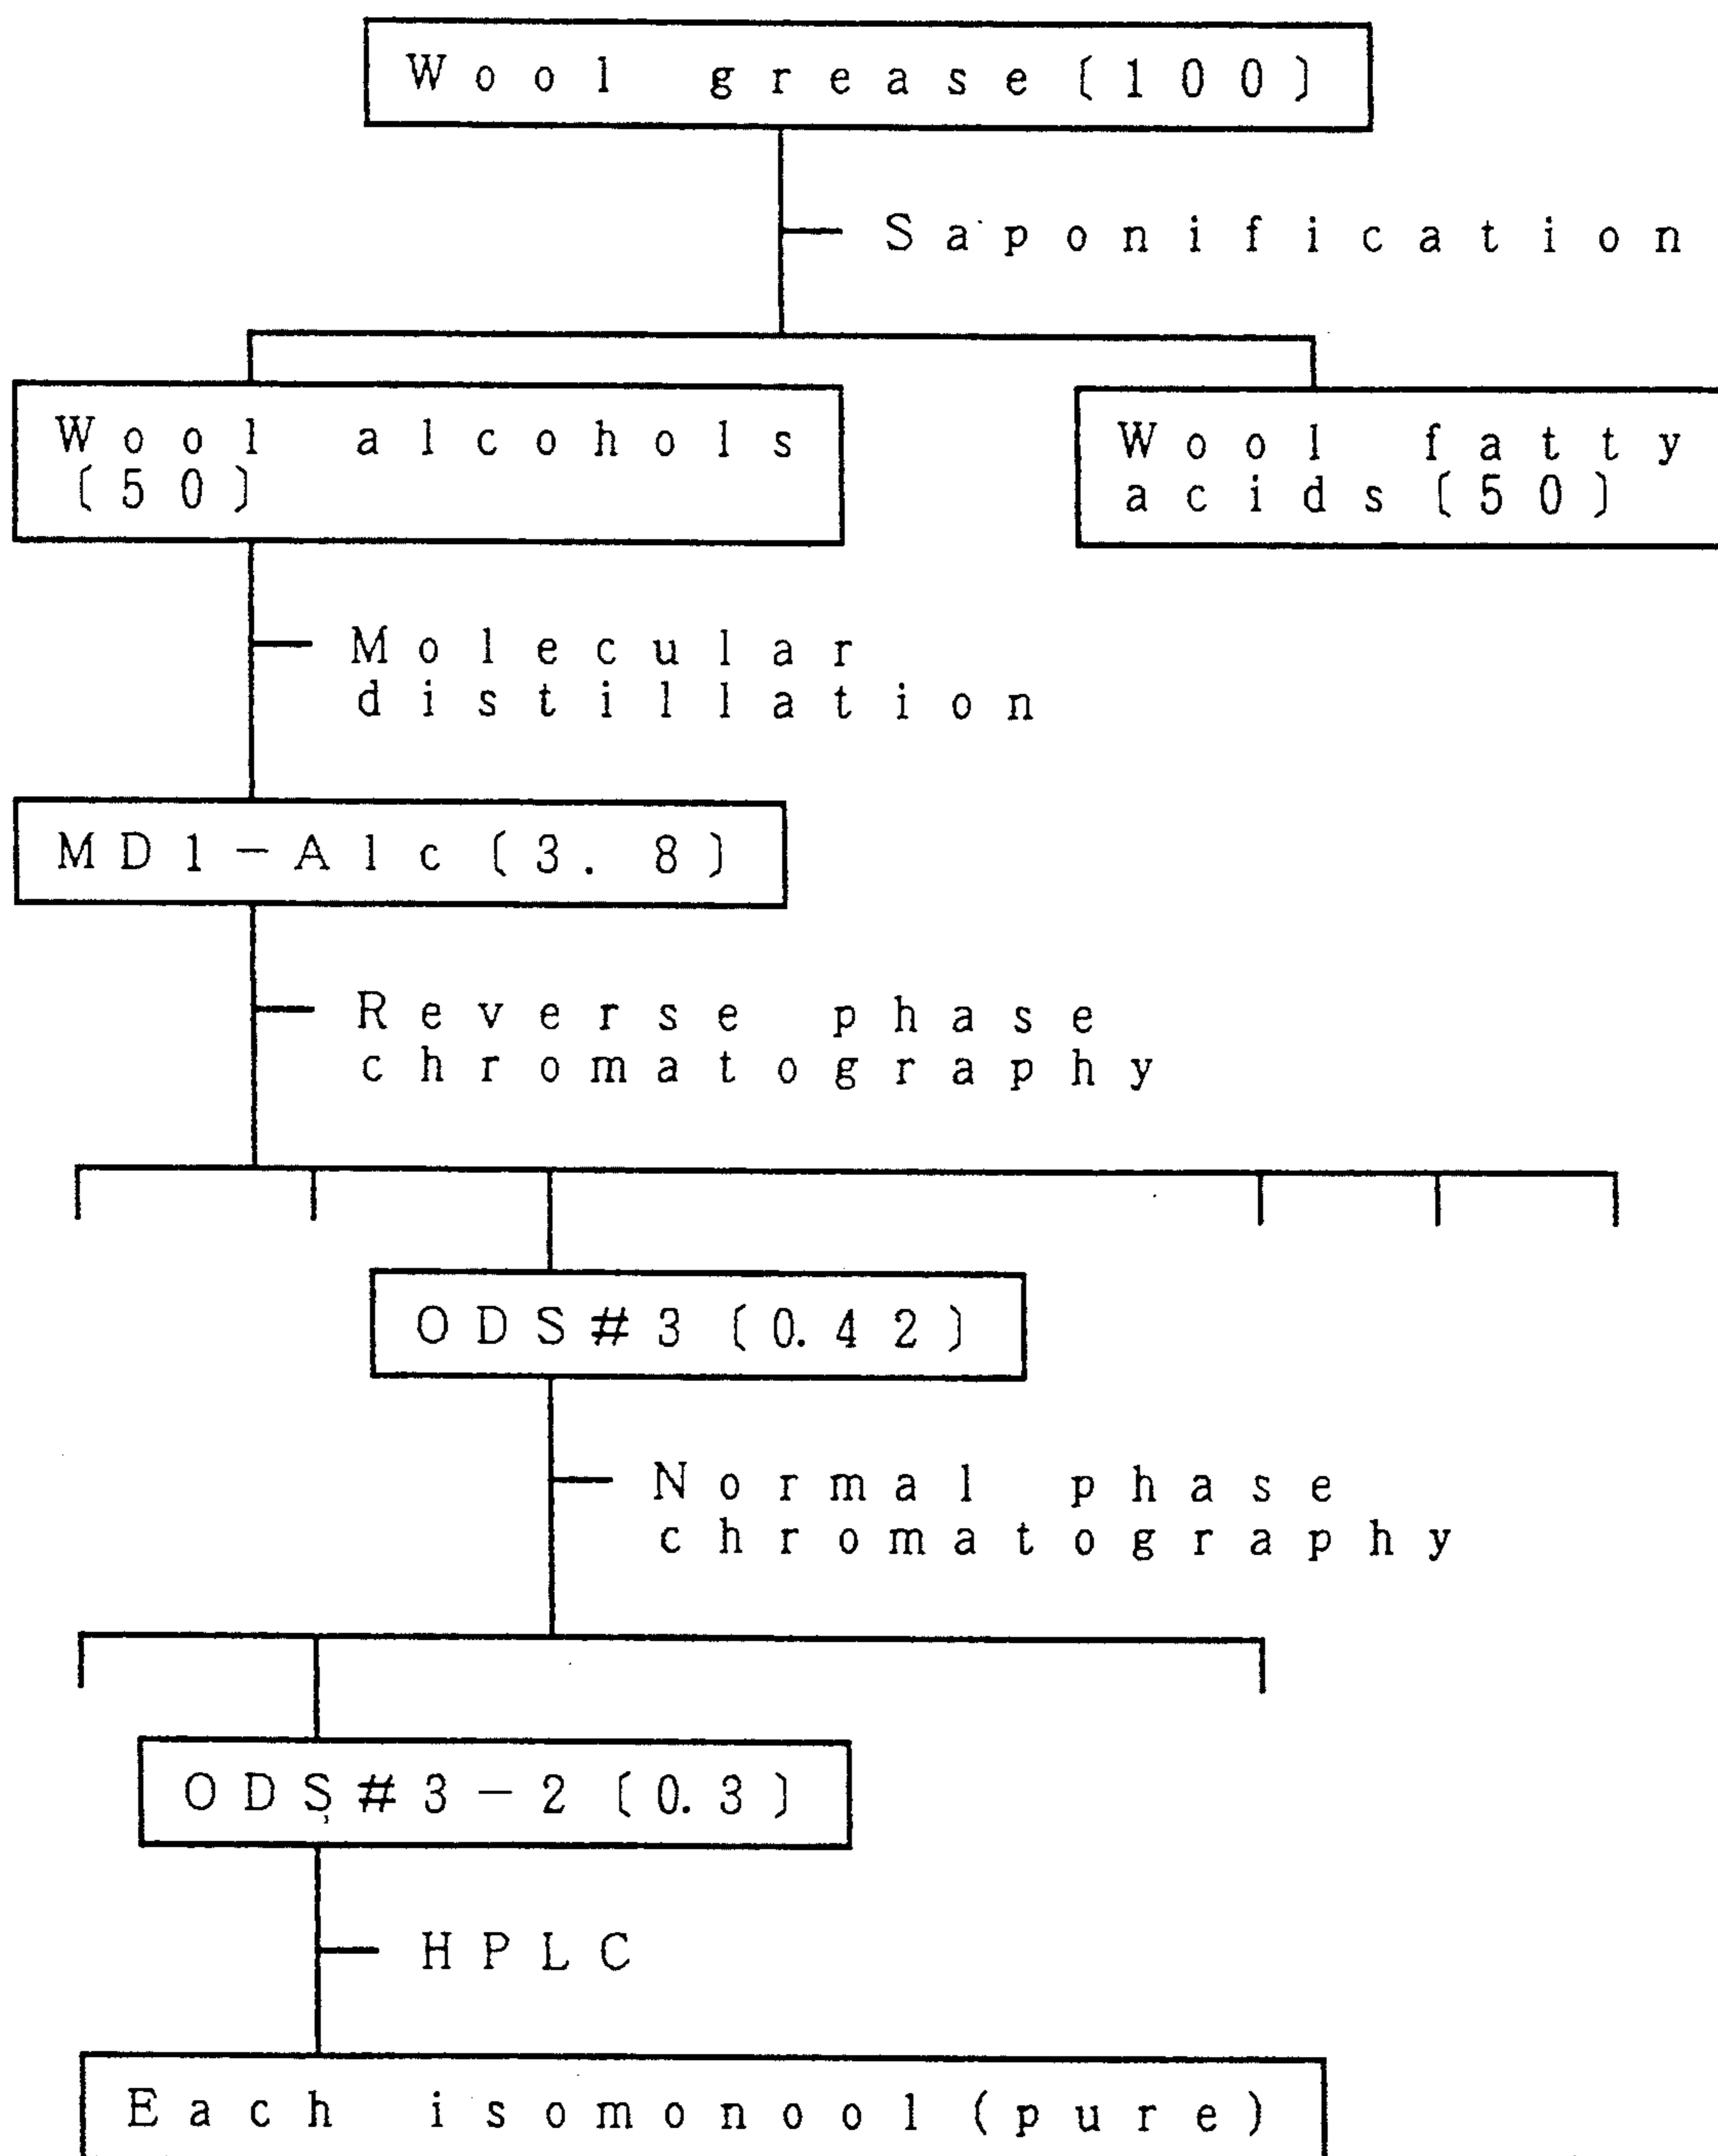 Wool grease〔100〕
Saponification
Wool alcohols
〔50〕
Wool fatty
acids〔50〕
Molecular
distillation
MD1-Alc〔3.8〕
Reverse phase
chromatography
ODS#3〔0.42〕
Normal phase
chromatography
ODS#3-2〔0.3〕
HPLC
Each isomonool(pure)